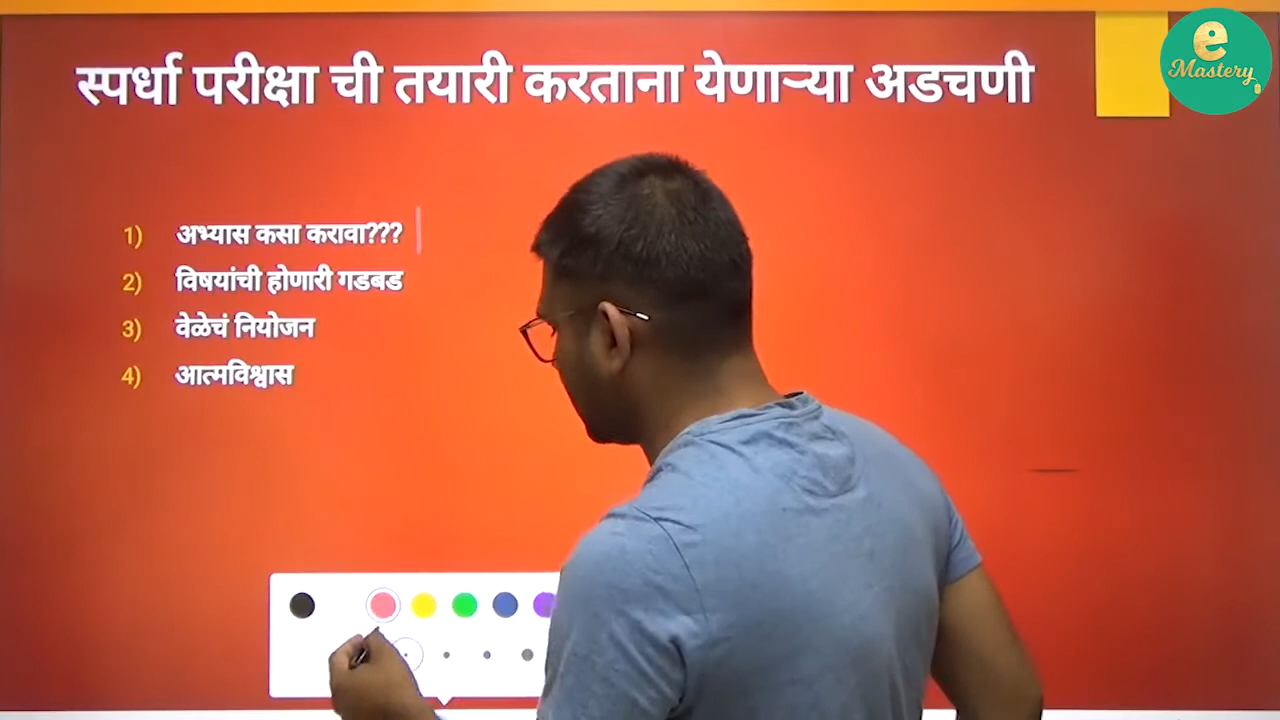 स्पर्धा परीक्षा ची तयारी करताना येणाऱ्या अडचणी
e
Mastery
1) अभ्यास कसा करावा???
2) विषयांची होणारी गडबड
3) वेळेचं नियोजन
4) आत्मविश्वास